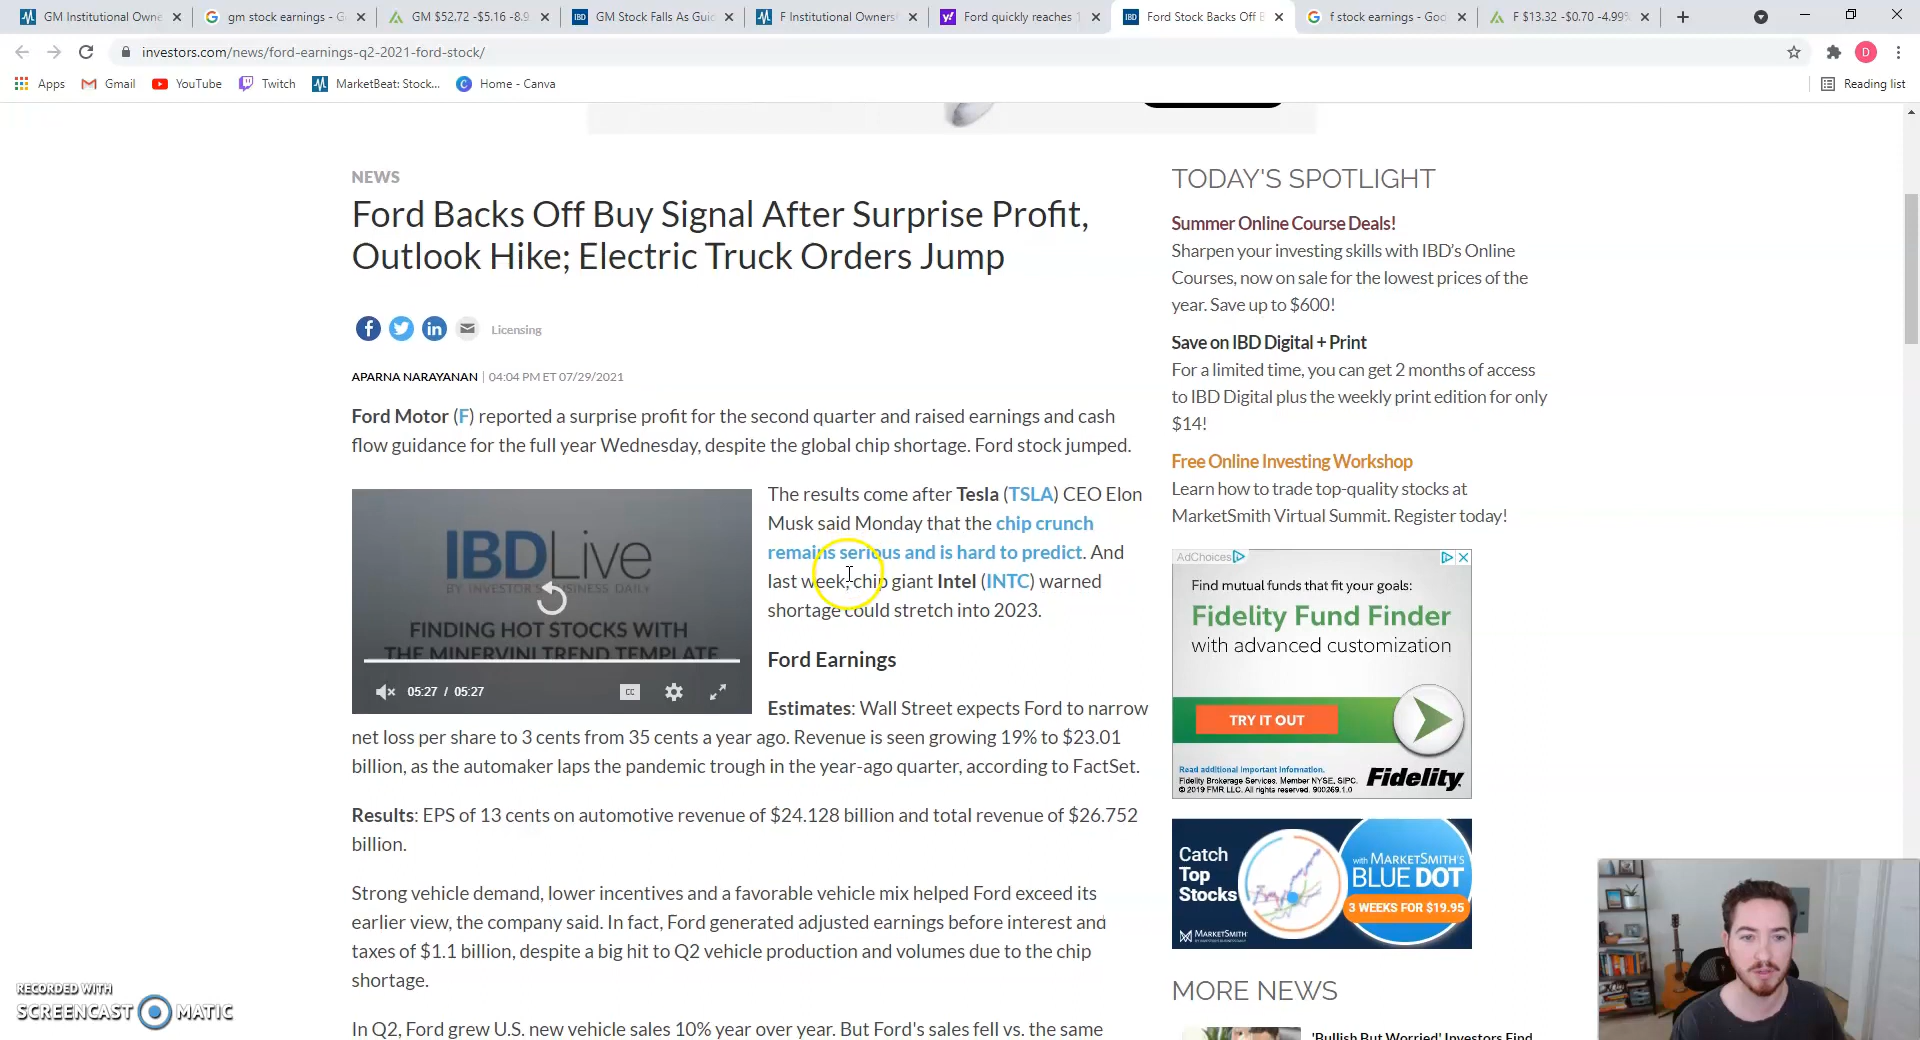 GM Institutional Owne
gm stock earnings - G
GM $52.72 -$5.16 -8.9
GM Stock Falls As Guid
F Institutional Owners
Ford quickly reaches 1
Ford Stock Backs Off B
f stock earnings - Goo
F $13.32 -$0.70 -4.99%
investors.com/news/ford-earnings-q2-2021-ford-stock/
D
Apps
Gmail
YouTube
Twitch
MarketBeat: Stock...
Home - Canva
Reading list
NEWS
Ford Backs Off Buy Signal After Surprise Profit,
Outlook Hike; Electric Truck Orders Jump
Licensing
APARNA NARAYANAN | 04:04 PM ET 07/29/2021
Ford Motor (F) reported a surprise profit for the second quarter and raised earnings and cash
flow guidance for the full year Wednesday, despite the global chip shortage. Ford stock jumped.
IBDLive
BY INVESTOR'S BUSINESS DAILY
FINDING HOT STOCKS WITH
THE MINERVINI TREND TEMPLATE
05:27 / 05:27
CC
The results come after Tesla (TSLA) CEO Elon
Musk said Monday that the chip crunch
remains serious and is hard to predict. And
last week, chip giant Intel (INTC) warned
shortage could stretch into 2023.
Ford Earnings
Estimates: Wall Street expects Ford to narrow
net loss per share to 3 cents from 35 cents a year ago. Revenue is seen growing 19% to $23.01
billion, as the automaker laps the pandemic trough in the year-ago quarter, according to FactSet.
Results: EPS of 13 cents on automotive revenue of $24.128 billion and total revenue of $26.752
billion.
Strong vehicle demand, lower incentives and a favorable vehicle mix helped Ford exceed its
earlier view, the company said. In fact, Ford generated adjusted earnings before interest and
taxes of $1.1 billion, despite a big hit to Q2 vehicle production and volumes due to the chip
shortage.
In Q2, Ford grew U.S. new vehicle sales 10% year over year. But Ford's sales fell vs. the same
TODAY'S SPOTLIGHT
Summer Online Course Deals!
Sharpen your investing skills with IBD's Online
Courses, now on sale for the lowest prices of the
year. Save up to $600!
Save on IBD Digital + Print
For a limited time, you can get 2 months of access
to IBD Digital plus the weekly print edition for only
$14!
Free Online Investing Workshop
Learn how to trade top-quality stocks at
MarketSmith Virtual Summit. Register today!
AdChoices
Find mutual funds that fit your goals:
Fidelity Fund Finder
with advanced customization
TRY IT OUT
Read additional important information.
Fidelity Brokerage Services. Member NYSE, SIPC.
© 2019 FMR LLC. All rights reserved. 900269.1.0
Fidelity
Catch
Top
Stocks
with MARKETSMITH'S
BLUE DOT
3 WEEKS FOR $19.95
MARKETSMITH
MORE NEWS
'Bullish But Worried' Investors Find
RECORDED WITH
SCREENCAST MATIC